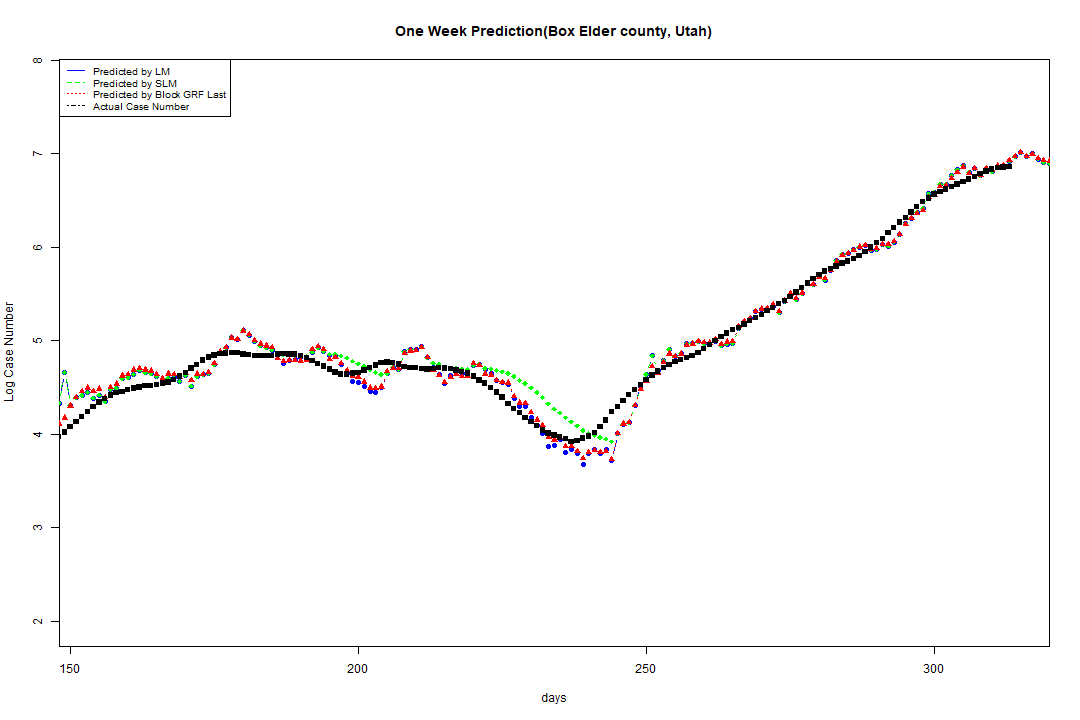 One Week Prediction(Box Elder county, Utah)
Predicted by LM
Predicted by SLM
Predicted by Block GRF Last
Actual Case Number
8
7
6
5
4
3
2
Log Case Number
150 200 250 300
days